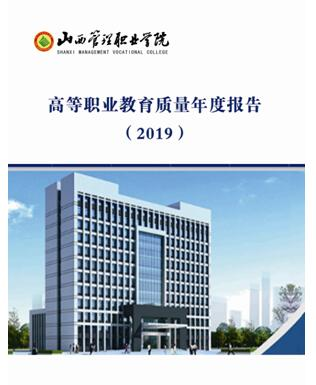 山西管理职业学院
SHANXI MANAGEMENT VOCATIONAL COLLEGE
高等职业教育质量年度报告
（2019）